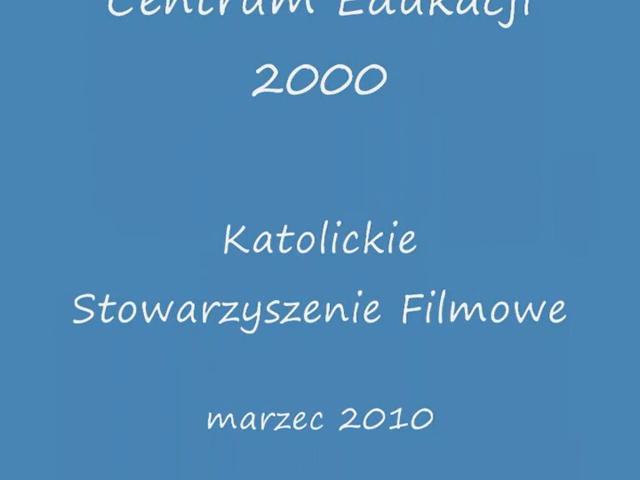 Centrum Edukacji
2000
Katolickie
Stowarzyszenie Filmowe
marzec 2010